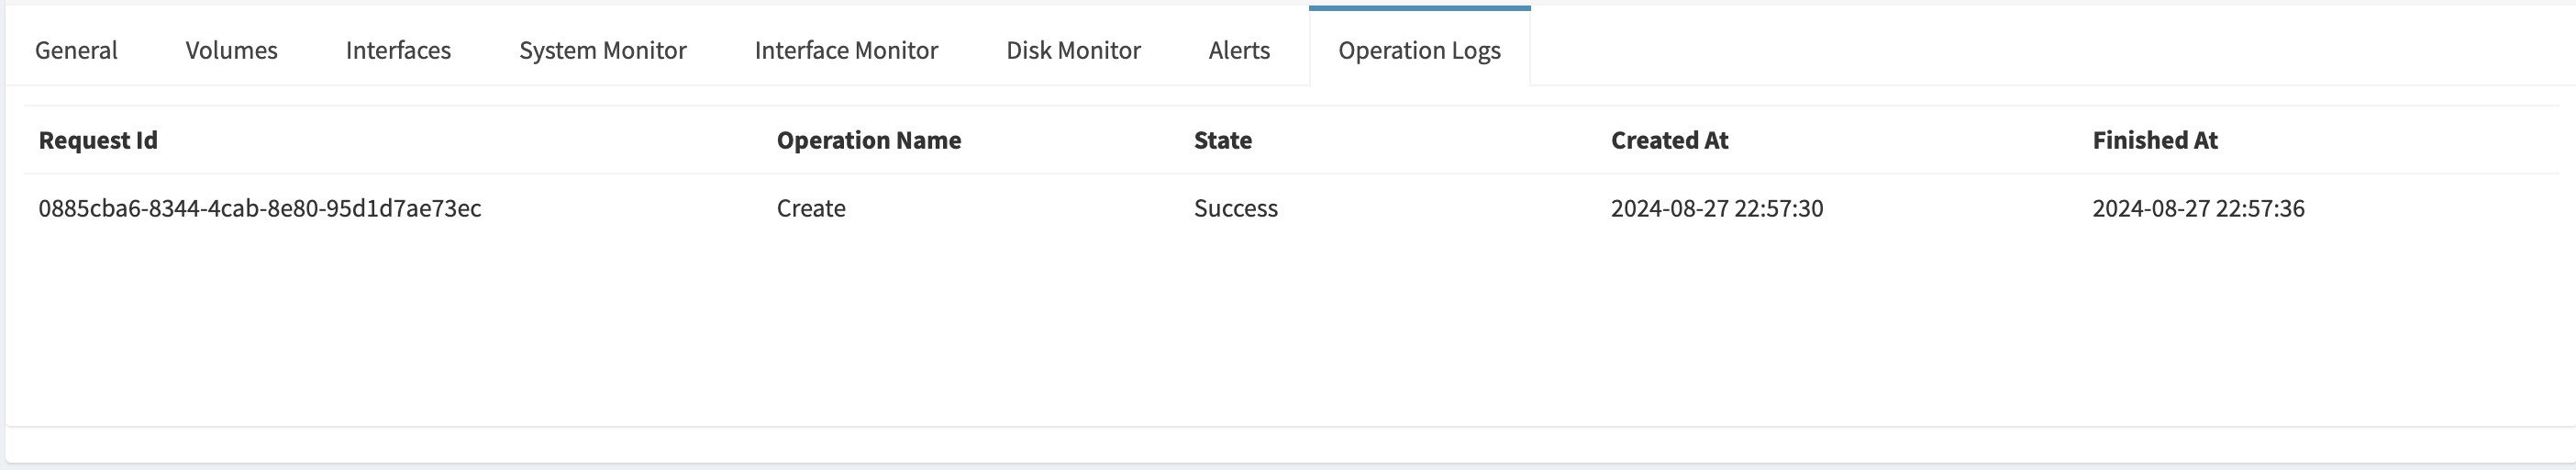 General Volumes Interfaces System Monitor Interface Monitor Disk Monitor Alerts Operation Logs
Request Id Operation Name State Created At Finished At
0885cba6-8344-4cab-8e80-95d1d7ae73ec Create Success 2024-08-27 22:57:30 2024-08-27 22:57:36